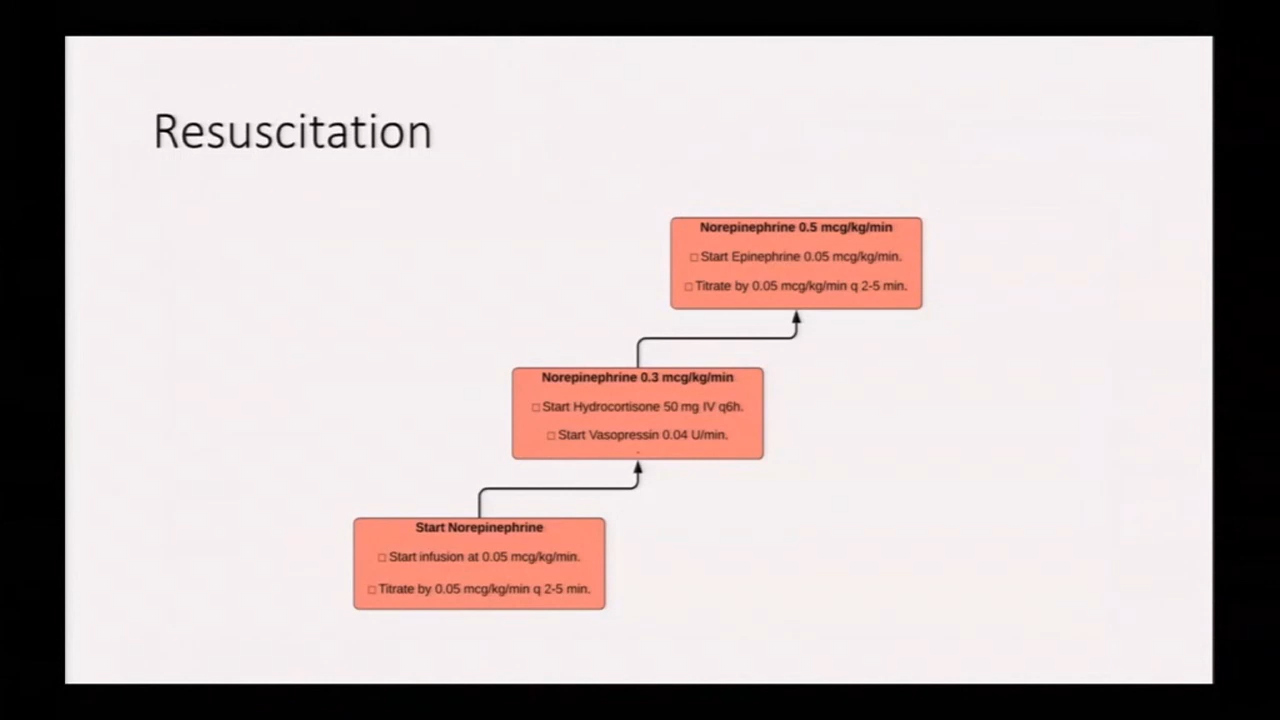 Resuscitation
Norepinephrine 0.5 mcg/kg/min
□ Start Epinephrine 0.05 mcg/kg/min.
□ Titrate by 0.05 mcg/kg/min q 2-5 min.
Norepinephrine 0.3 mcg/kg/min
□ Start Hydrocortisone 50 mg IV q6h.
□ Start Vasopressin 0.04 U/min.
.
Start Norepinephrine
□ Start infusion at 0.05 mcg/kg/min.
□ Titrate by 0.05 mcg/kg/min q 2-5 min.